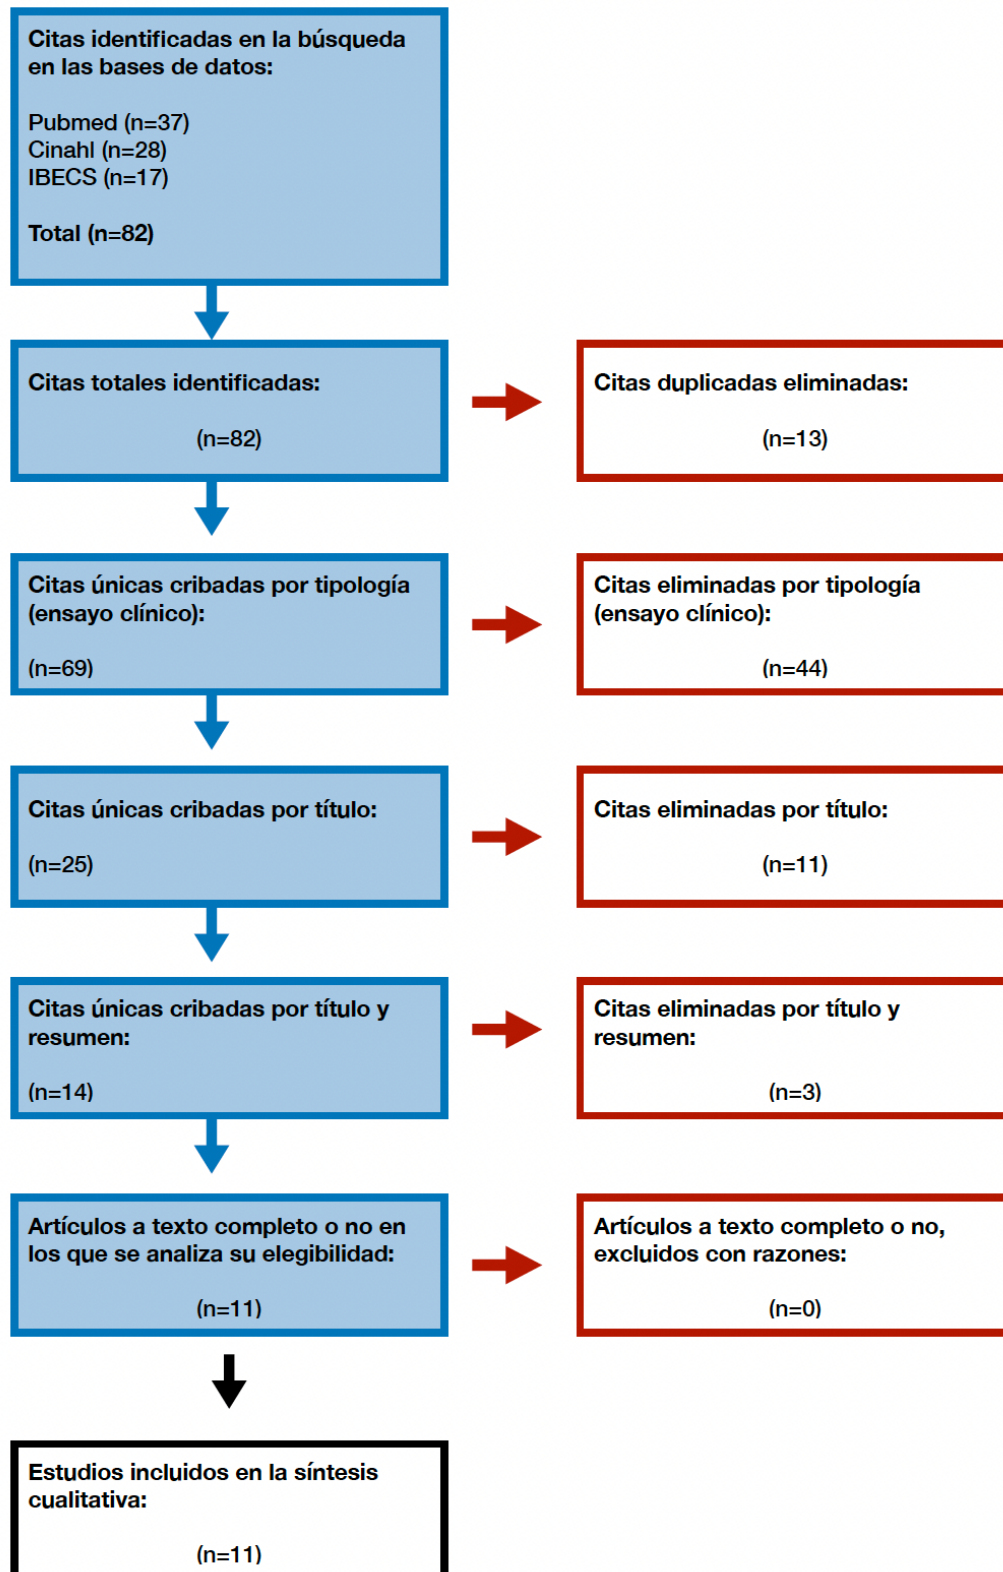 Citas identificadas en la búsqueda
en las bases de datos:
Pubmed (n=37)
Cinahl (n=28)
IBECS (n=17)
Total (n=82)
Citas totales identificadas:
(n=82)
Citas duplicadas eliminadas:
(n=13)
Citas únicas cribadas por tipología
(ensayo clínico):
(n=69)
Citas eliminadas por tipología
(ensayo clínico):
(n=44)
Citas únicas cribadas por título:
(n=25)
Citas eliminadas por título:
(n=11)
Citas únicas cribadas por título y
resumen:
(n=14)
Citas eliminadas por título y
resumen:
(n=3)
Artículos a texto completo o no en
los que se analiza su elegibilidad:
(n=11)
Artículos a texto completo o no,
excluidos con razones:
(n=0)
Estudios incluidos en la síntesis
cualitativa:
(n=11)